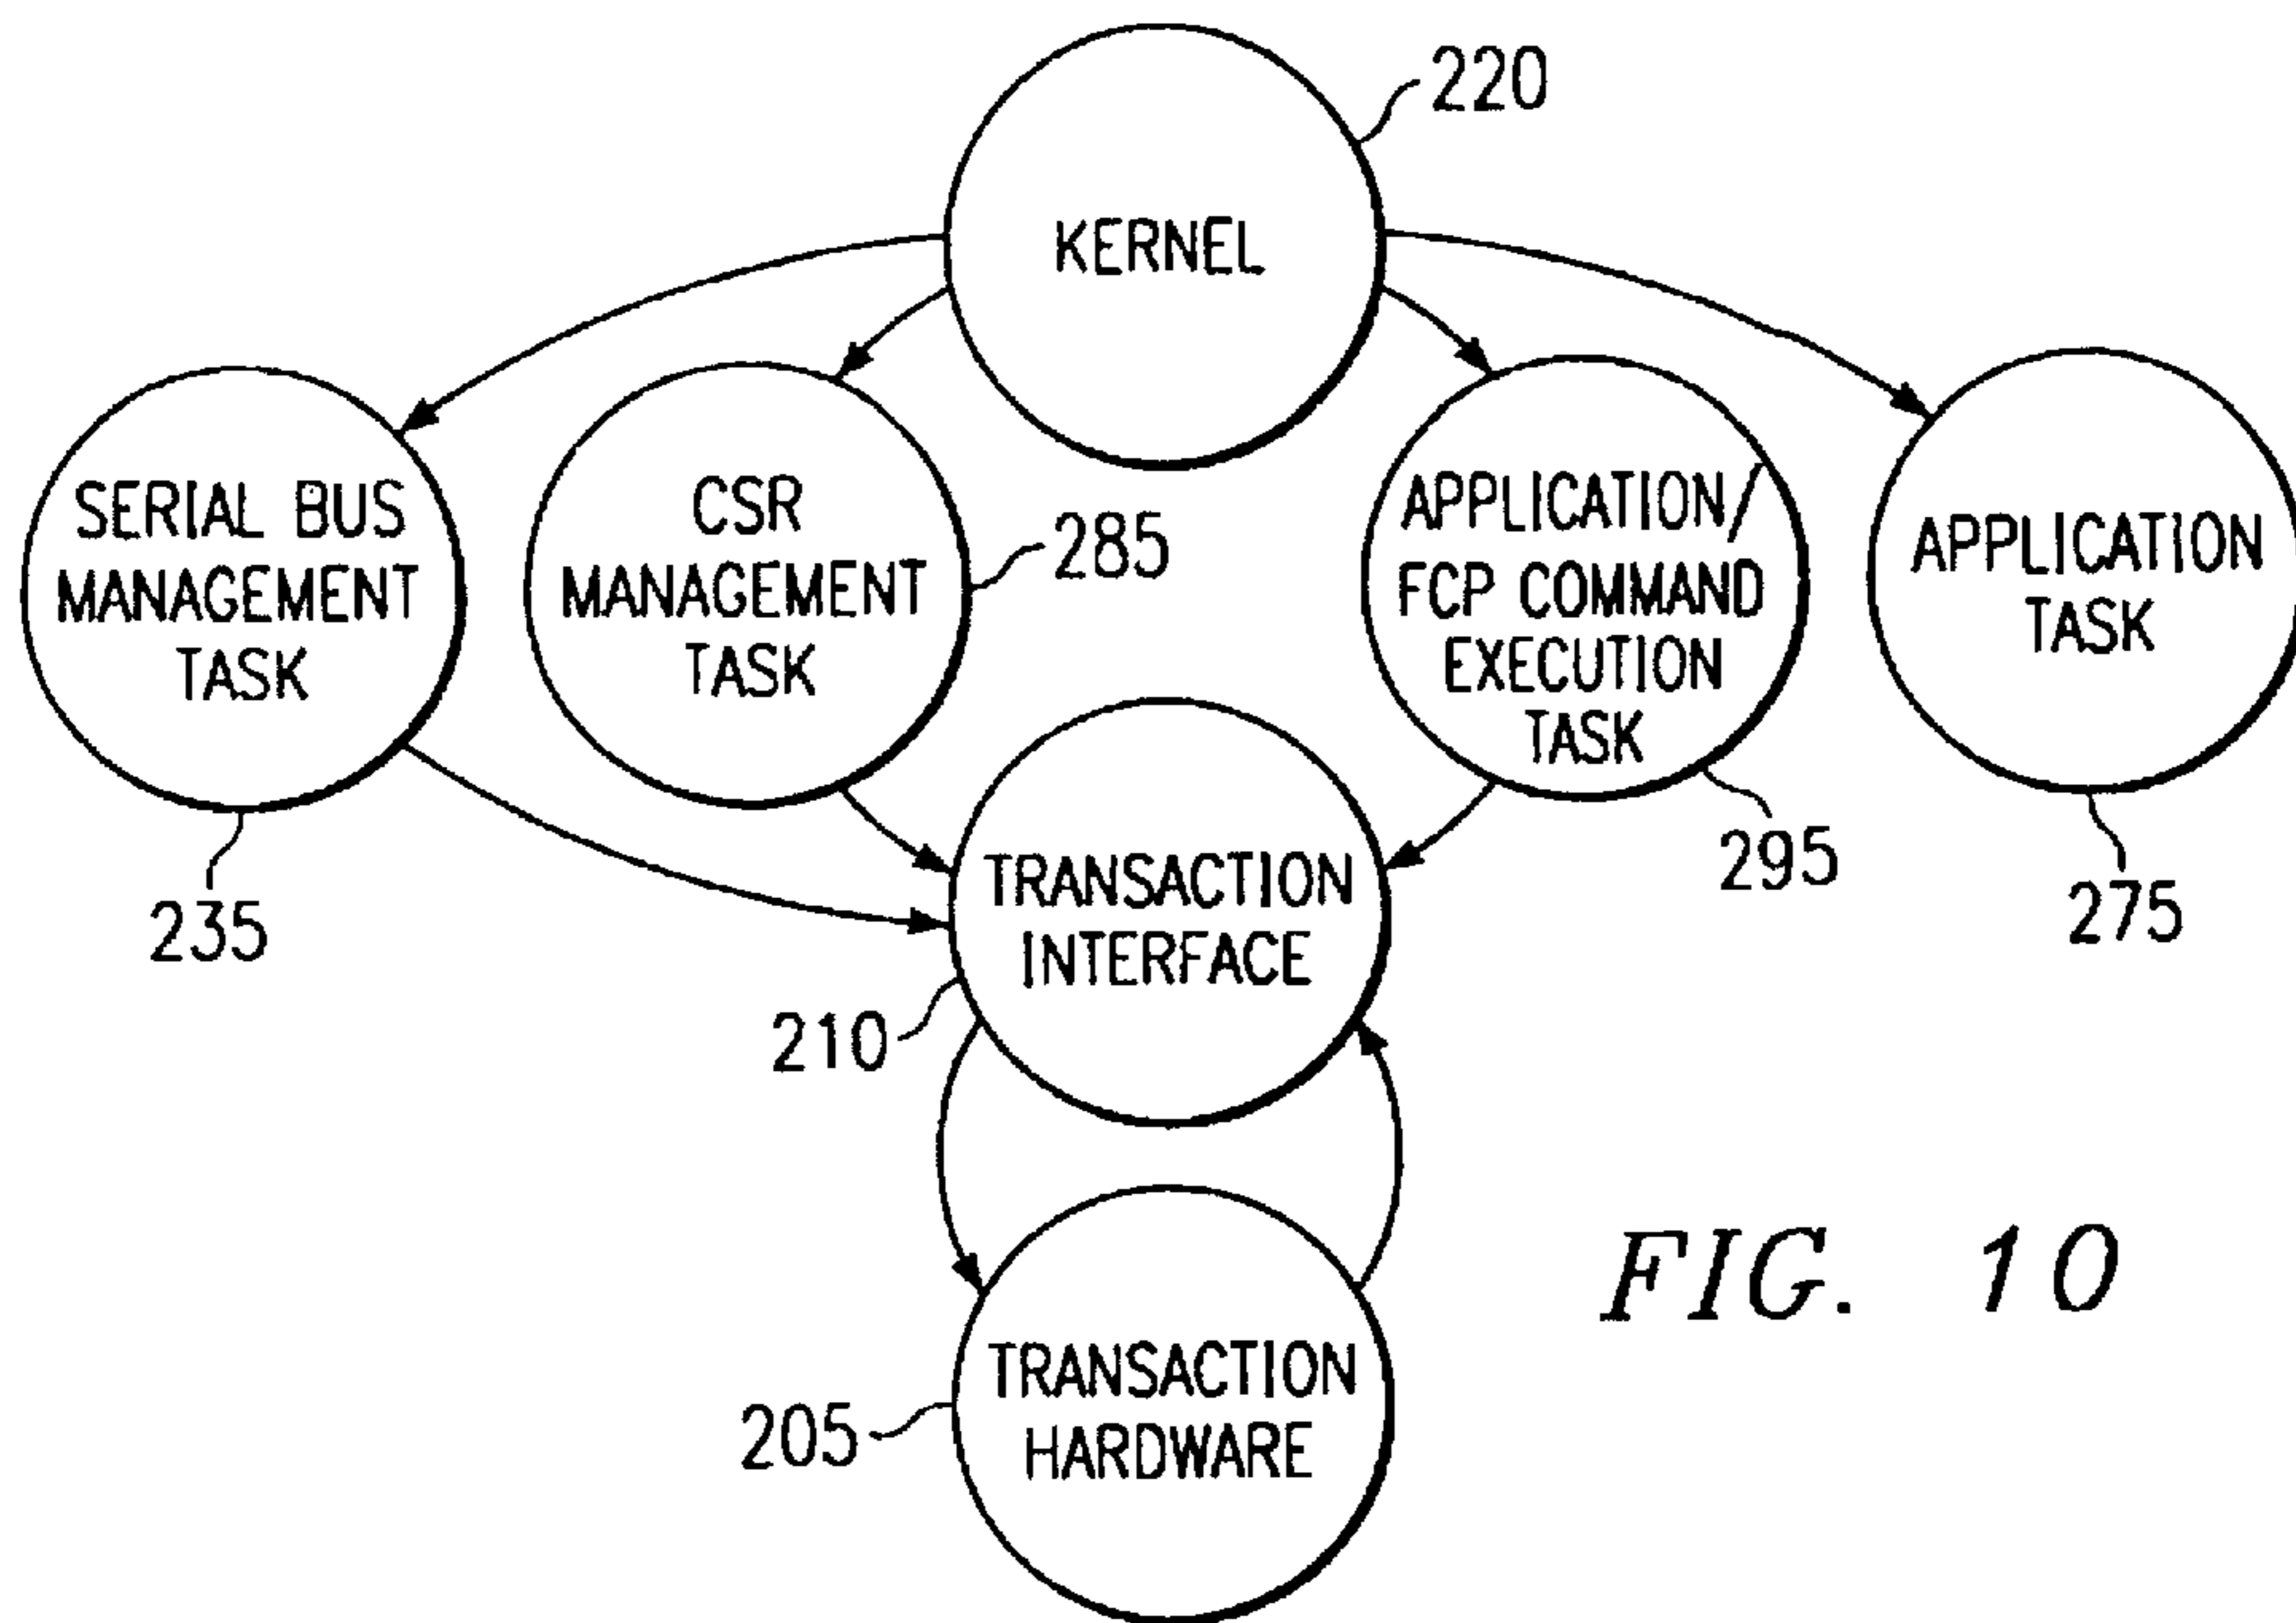 220
KERNEL
SERIAL BUS
MANAGEMENT
TASK
235
CSR
MANAGEMENT
TASK
285
APPLICATION/
FCP COMMAND
EXECUTION
TASK
295
APPLICATION
TASK
275
TRANSACTION
INTERFACE
210
TRANSACTION
HARDWARE
205
FIG. 10